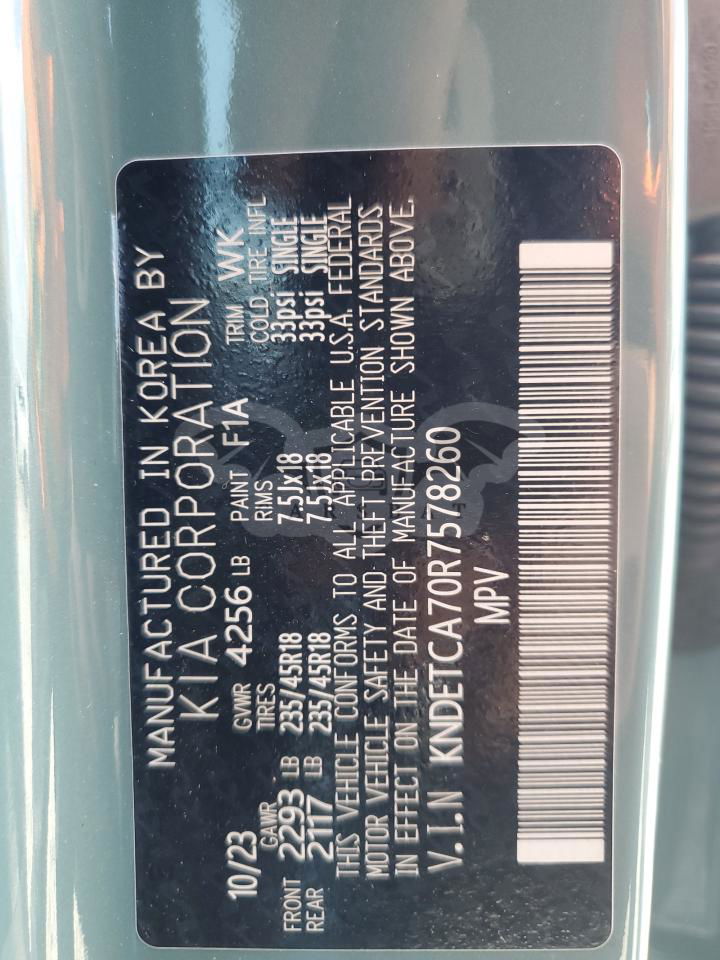 MANUFACTURED IN KOREA BY
KIA CORPORATION
10/23 GVWR 4256 LB PAINT F1A TRIM WK
GAWR TIRES RIMS COLD TIRE INFL
FRONT 2293 LB 235/45R18 7.5JX18 33psi SINGLE
REAR 2117 LB 235/45R18 7.5JX18 33psi SINGLE
THIS VEHICLE CONFORMS TO ALL APPLICABLE U.S.A. FEDERAL
MOTOR VEHICLE SAFETY AND THEFT PREVENTION STANDARDS
IN EFFECT ON THE DATE OF MANUFACTURE SHOWN ABOVE.
V.I.N KNDETCA70R7578260
MPV